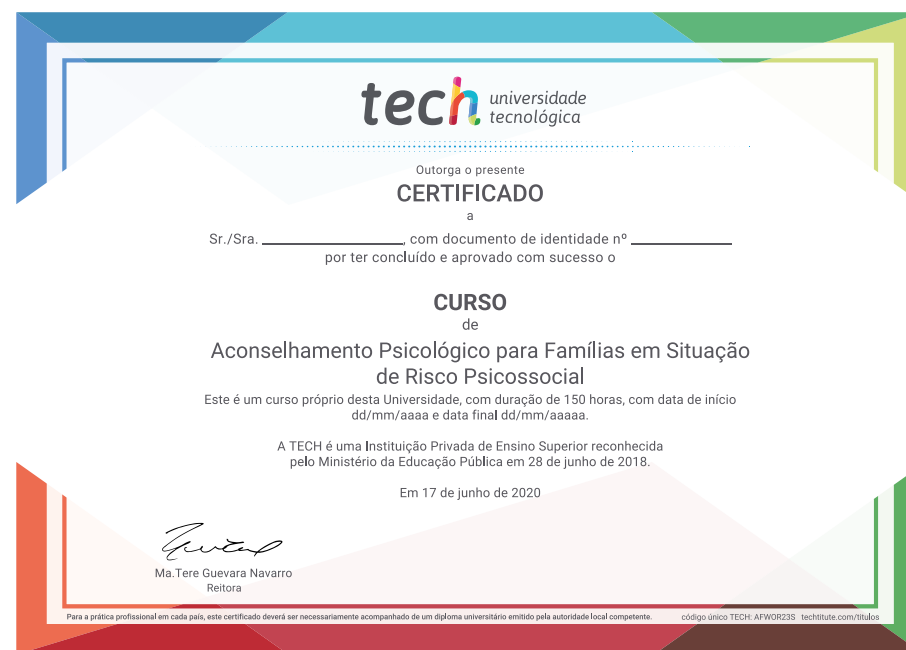 tech universidade
tecnológica
Outorga o presente
CERTIFICADO
a
Sr./Sra. ____________________, com documento de identidade nº ______________
por ter concluído e aprovado com sucesso o
CURSO
de
Aconselhamento Psicológico para Famílias em Situação
de Risco Psicossocial
Este é um curso próprio desta Universidade, com duração de 150 horas, com data de início
dd/mm/aaaa e data final dd/mm/aaaaa.
A TECH é uma Instituição Privada de Ensino Superior reconhecida
pelo Ministério da Educação Pública em 28 de junho de 2018.
Em 17 de junho de 2020
Ma.Tere Guevara Navarro
Reitora
Para a prática profissional em cada país, este certificado deverá ser necessariamente acompanhado de um diploma universitário emitido pela autoridade local competente. código único TECH: AFWOR23S techtitute.com/titulos